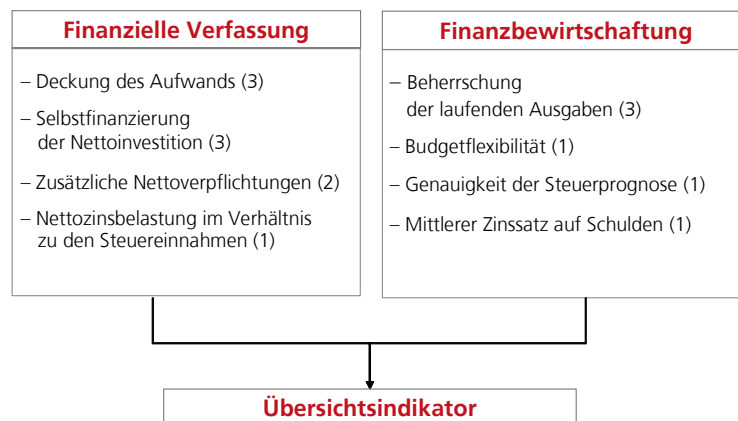 Finanzielle Verfassung
– Deckung des Aufwands (3)
– Selbstfinanzierung
der Nettoinvestition (3)
– Zusätzliche Nettoverpflichtungen (2)
– Nettozinsbelastung im Verhältnis
zu den Steuereinnahmen (1)
Finanzbewirtschaftung
– Beherrschung
der laufenden Ausgaben (3)
– Budgetflexibilität (1)
– Genauigkeit der Steuerprognose (1)
– Mittlerer Zinssatz auf Schulden (1)
Übersichtsindikator